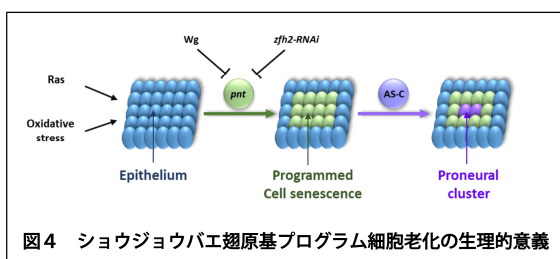 Wg
zfh2-RNAi
Ras
Oxidative
stress
pnt
AS-C
Epithelium
Programmed
Cell senescence
Proneural
cluster
図４　ショウジョウバエ翅原基プログラム細胞老化の生理的意義